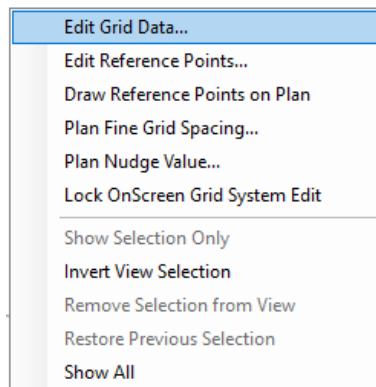 Edit Grid Data...
Edit Reference Points...
Draw Reference Points on Plan
Plan Fine Grid Spacing...
Plan Nudge Value...
Lock OnScreen Grid System Edit
Show Selection Only
Invert View Selection
Remove Selection from View
Restore Previous Selection
Show All